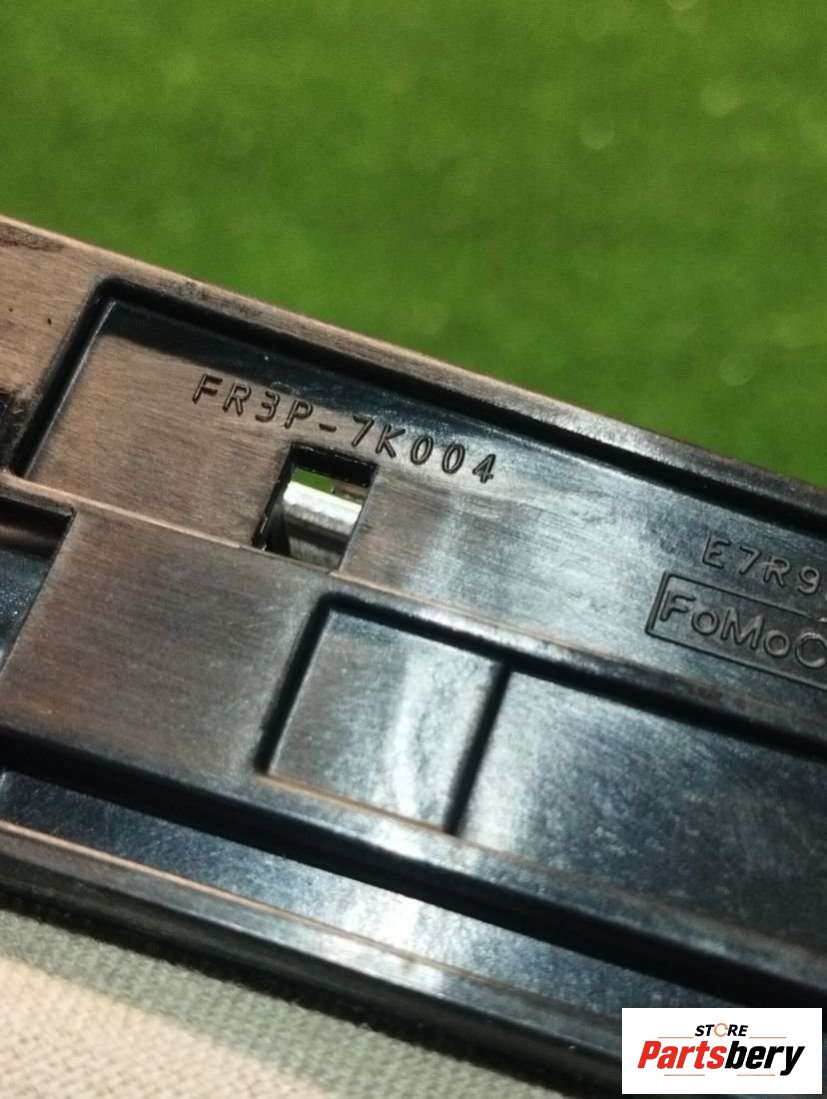 FR3P-7K004
E7R9
FoMoC
STORE
Partsbery